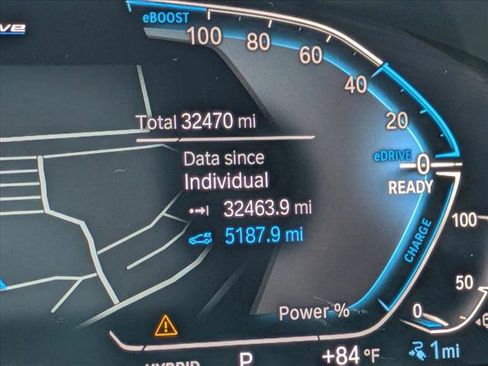 eBOOST
100
80
60
40
20
Total 32470 mi
Data since
Individual
32463.9 mi
5187.9 mi
eDRIVE
0
READY
CHARGE
100
50
0
Power %
HYBRID
P
+84 °F
1 mi